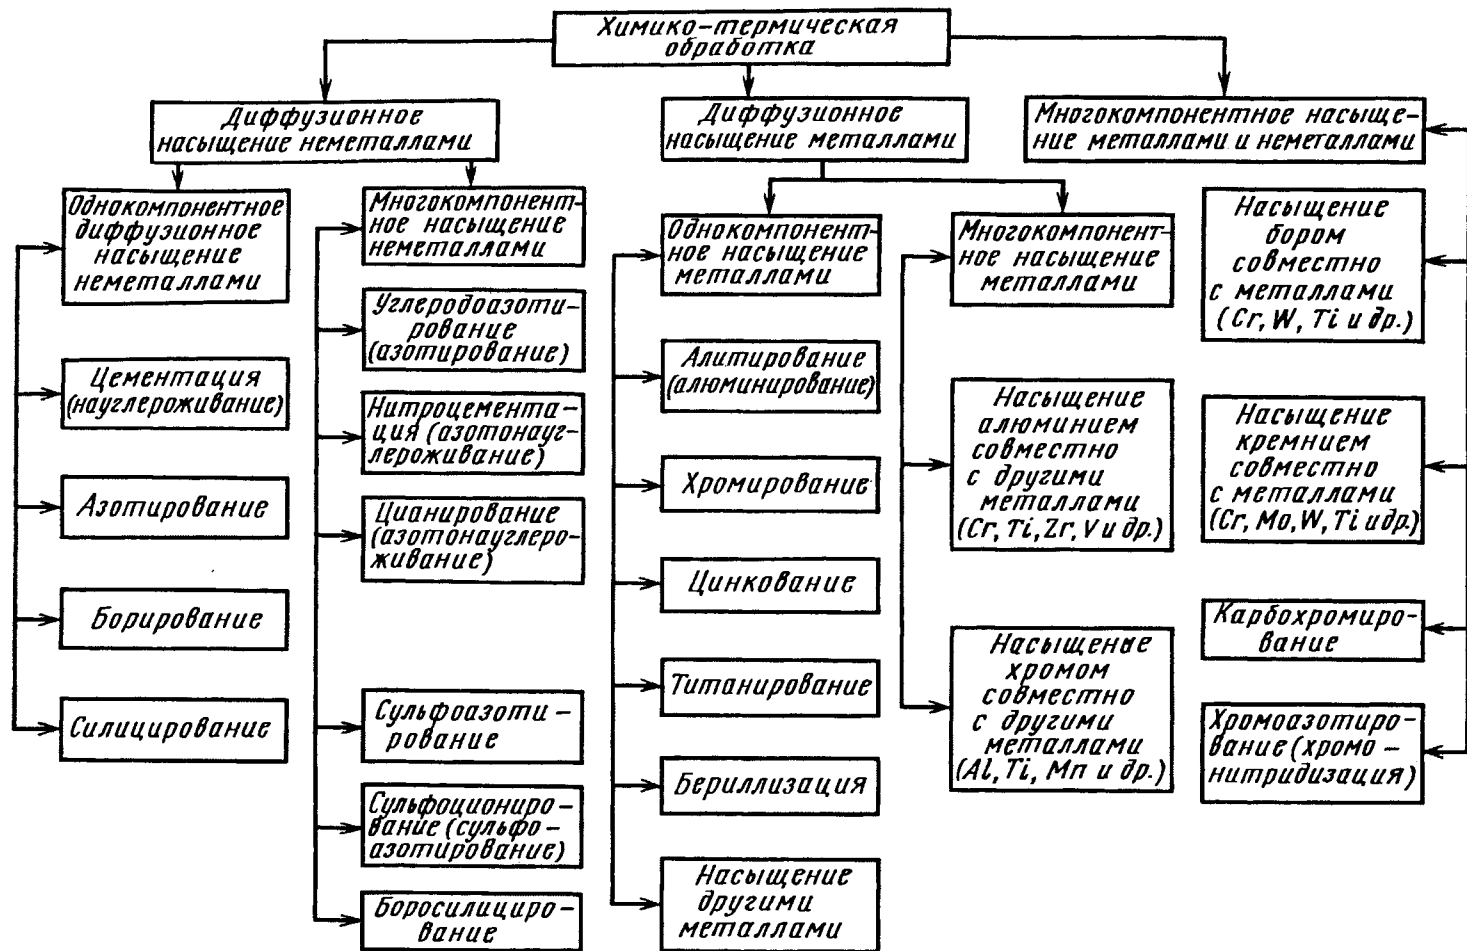 Химико-термическая
обработка
Диффузионное
насыщение неметаллами
Диффузионное
насыщение металлами
Многокомпонентное насыще-
ние металлами и неметаллами
Однокомпонентное
диффузионное
насыщение
неметаллами
Цементация
(науглероживание)
Азотирование
Борирование
Силицирование
Многокомпонент-
ное насыщение
неметаллами
Углеродоазоти-
рование
(азотирование)
Нитроцемента-
ция (азотонауг-
лероживание)
Цианирование
(азотонауглеро-
живание)
Сульфоазоти-
рование
Сульфоциониро-
вание (сульфо-
азотирование)
Боросилициро-
вание
Однокомпонент-
ное насыщение
металлами
Алитирование
(алюминирование)
Хромирование
Цинкование
Титанирование
Бериллизация
Насыщение
другими
металлами
Многокомпонент-
ное насыщение
металлами
Насыщение
алюминием
совместно
с другими
металлами
(Cr, Ti, Zr, V и др.)
Насыщеные
хромом
совместно
с другими
металлами
(Al, Ti, Mn и др.)
Насыщение
бором
совместно
с металлами
(Cr, W, Ti и др.)
Насыщение
кремнием
совместно
с металлами
(Cr, Mo, W, Ti и др.)
Карбохромиро-
вание
Хромоазотиро-
вание (хромо-
нитридизация)